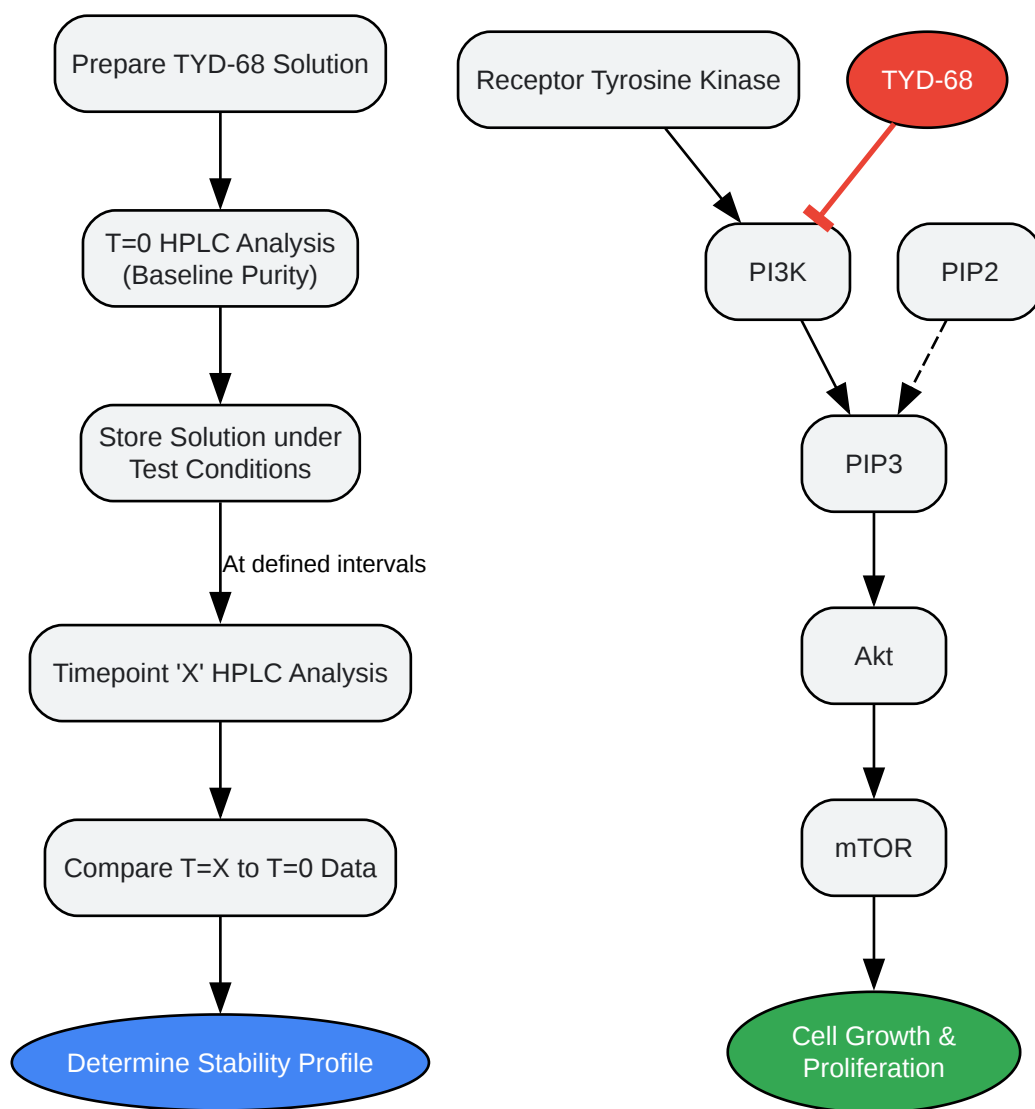 Prepare TYD-68 Solution
T=0 HPLC Analysis
(Baseline Purity)
Store Solution under
Test Conditions
At defined intervals
Timepoint 'X' HPLC Analysis
Compare T=X to T=0 Data
Determine Stability Profile
Receptor Tyrosine Kinase
TYD-68
PI3K
PIP2
PIP3
Akt
mTOR
Cell Growth &
Proliferation